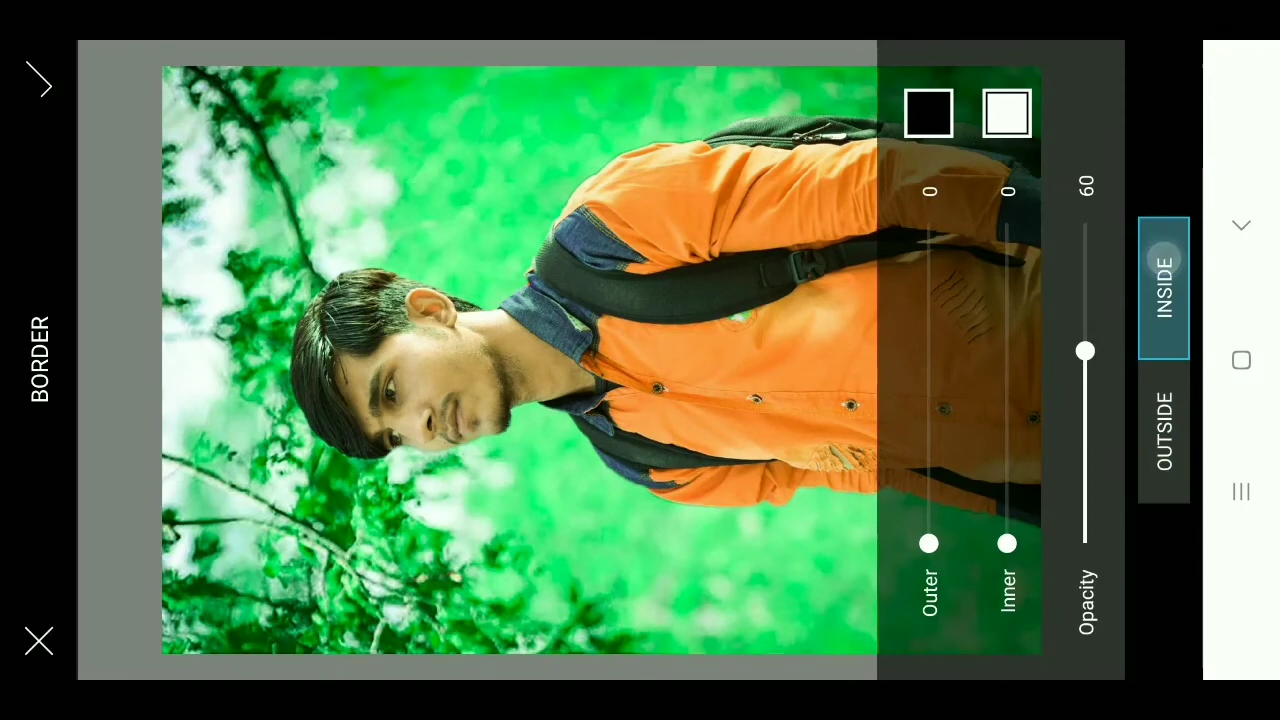 BORDER
Outer 0
Inner 0
Opacity 60
OUTSIDE INSIDE